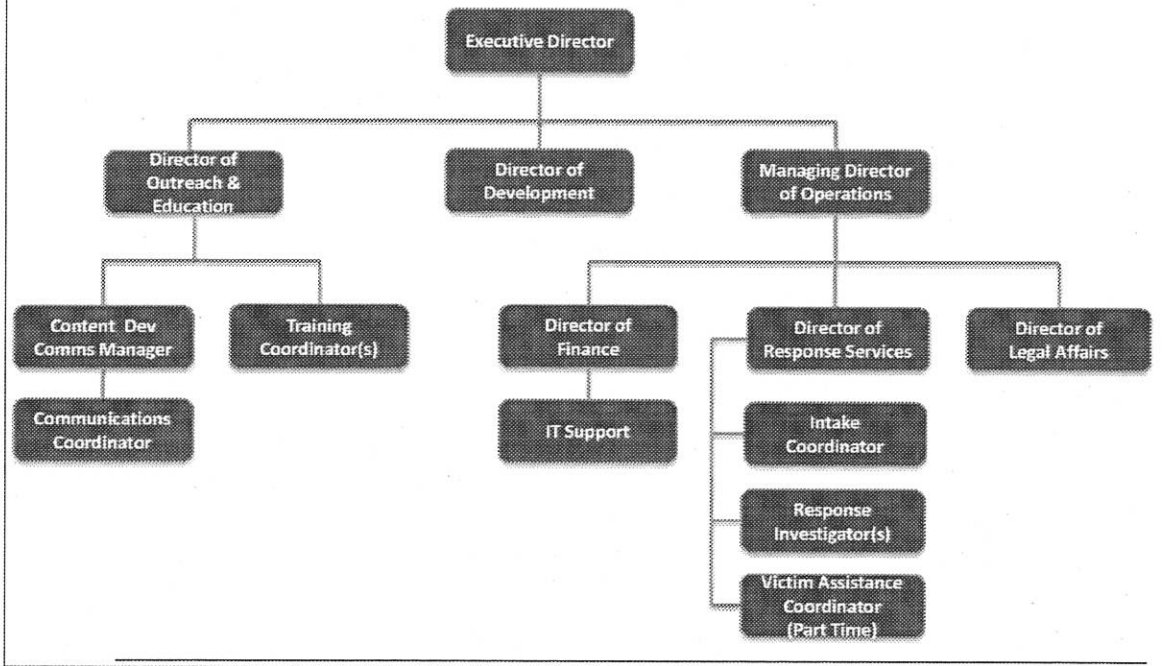 Executive Director
Director of
Outreach &
Education
Director of
Development
Managing Director
of Operations
Content Dev
Comms Manager
Training
Coordinator(s)
Director of
Finance
Director of
Response Services
Director of
Legal Affairs
Communications
Coordinator
IT Support
Intake
Coordinator
Response
Investigator(s)
Victim Assistance
Coordinator
(Part Time)